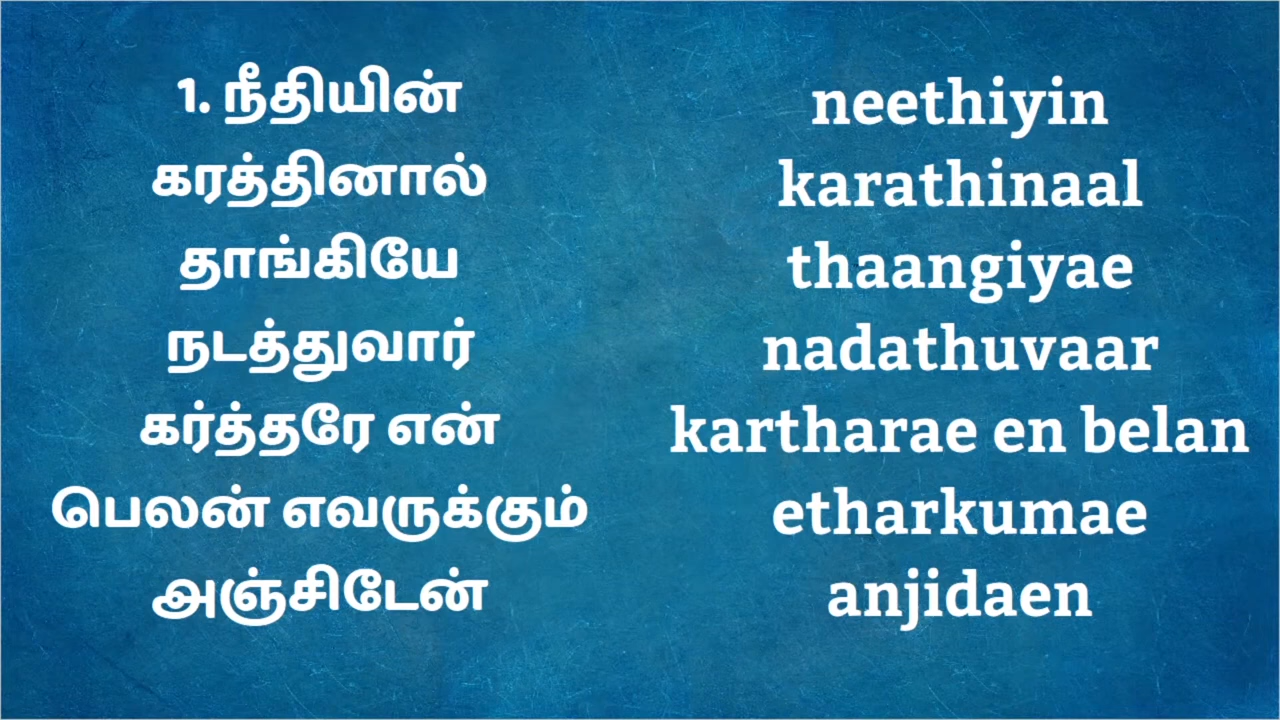 1. நீதியின்
கரத்தினால்
தாங்கியே
நடத்துவார்
கர்த்தரே என்
பெலன் எவருக்கும்
அஞ்சிடேன்
neethiyin
karathinaal
thaangiyae
nadathuvaar
kartharae en belan
etharkumae
anjidaen